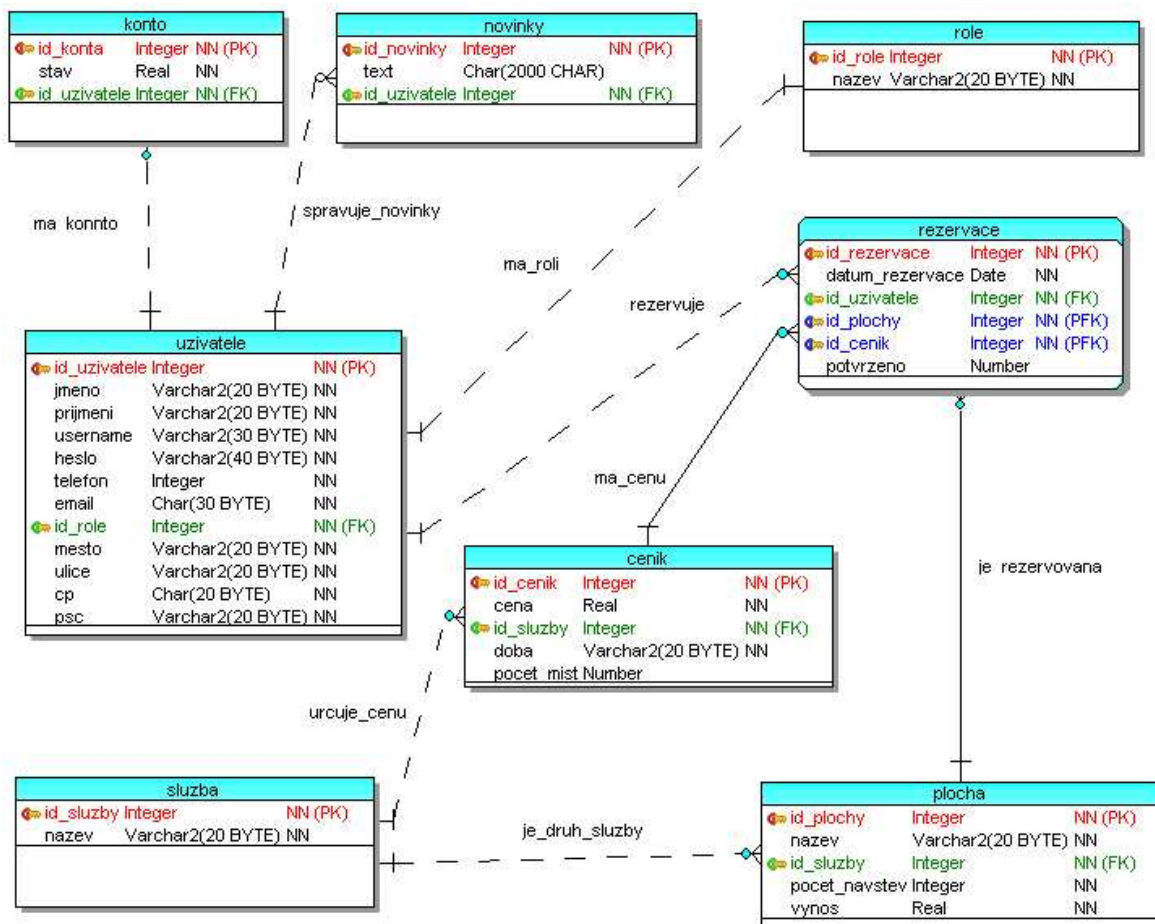 konto
id_konta Integer NN (PK)
stav Real NN
id_uzivatele Integer NN (FK)
novinky
id_novinky Integer NN (PK)
text Char(2000 CHAR)
id_uzivatele Integer NN (FK)
role
id_role Integer NN (PK)
nazev Varchar2(20 BYTE) NN
ma konnto
spravuje_novinky
ma_roli
rezervuje
rezervace
id_rezervace Integer NN (PK)
datum_rezervace Date NN
id_uzivatele Integer NN (FK)
id_plochy Integer NN (PFK)
id_cenik Integer NN (PFK)
potvrzeno Number
uzivatele
id_uzivatele Integer NN (PK)
jmeno Varchar2(20 BYTE) NN
prijmeni Varchar2(20 BYTE) NN
username Varchar2(30 BYTE) NN
heslo Varchar2(40 BYTE) NN
telefon Integer NN
email Char(30 BYTE) NN
id_role Integer NN (FK)
mesto Varchar2(20 BYTE) NN
ulice Varchar2(20 BYTE) NN
cp Char(20 BYTE) NN
psc Varchar2(20 BYTE) NN
ma_cenu
je rezervovana
cenik
id_cenik Integer NN (PK)
cena Real NN
id_sluzby Integer NN (FK)
doba Varchar2(20 BYTE) NN
pocet mist Number
urcuje_cenu
sluzba
id_sluzby Integer NN (PK)
nazev Varchar2(20 BYTE) NN
je_druh_sluzby
plocha
id_plochy Integer NN (PK)
nazev Varchar2(20 BYTE) NN
id_sluzby Integer NN (FK)
pocet_navstev Integer NN
vynos Real NN